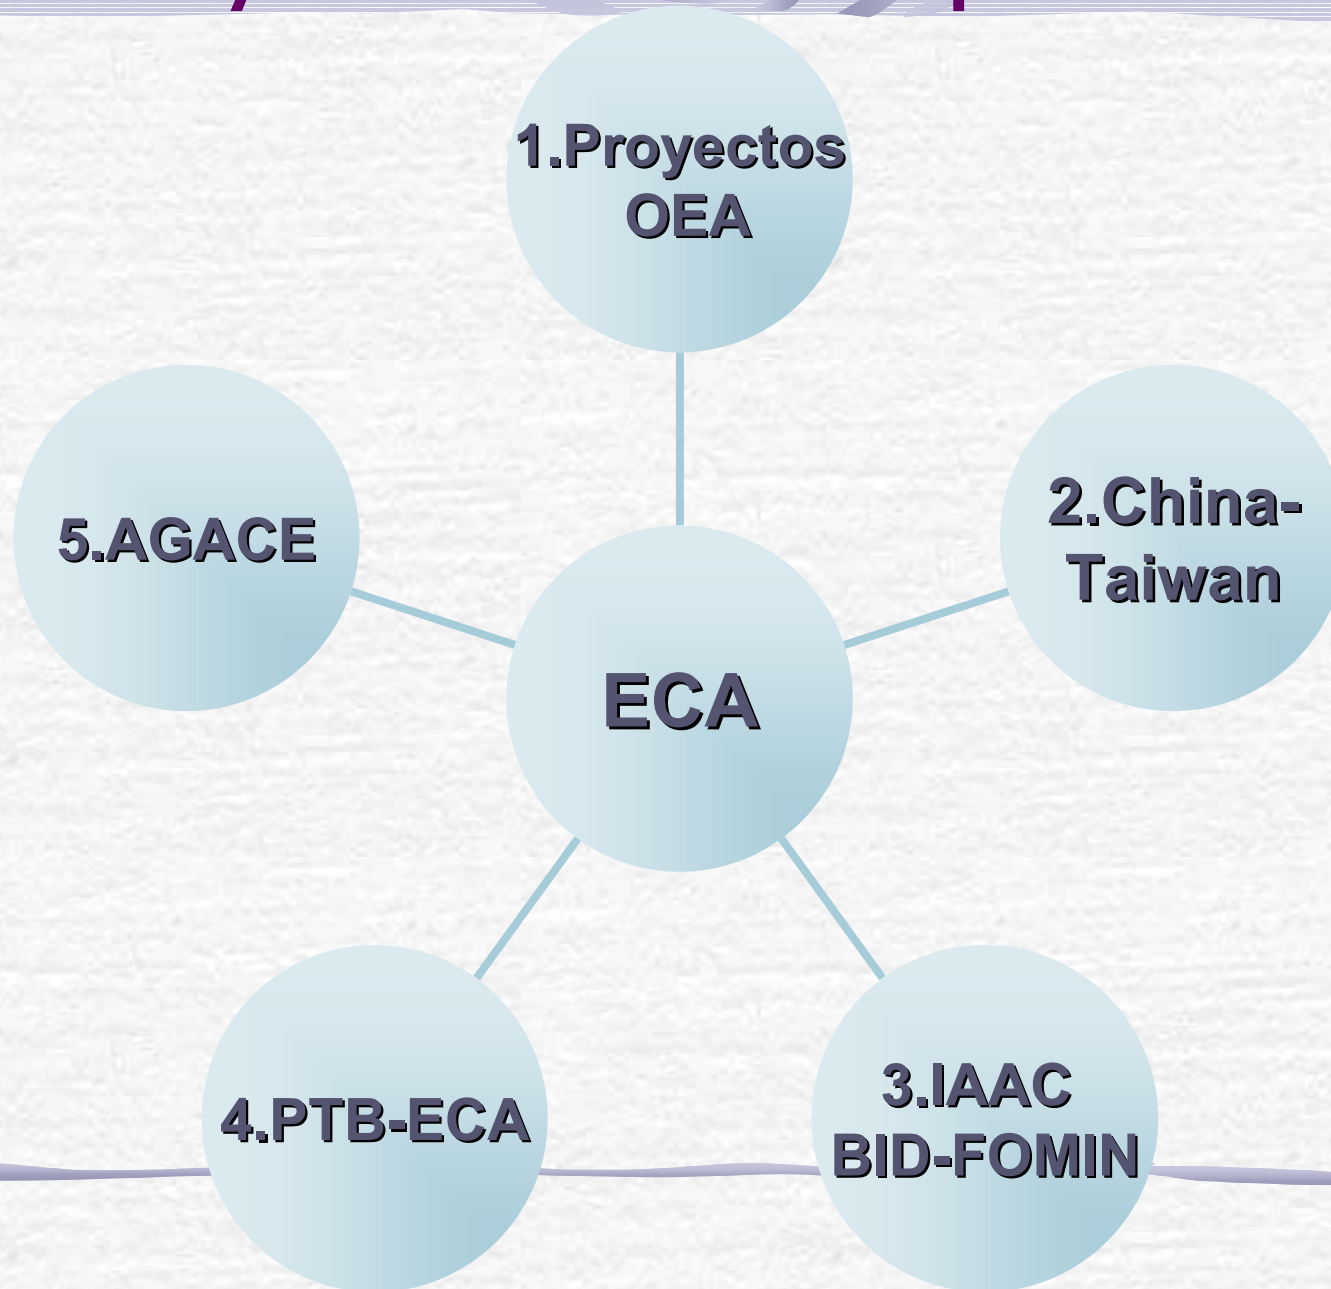 1.Proyectos
OEA
2.China-
Taiwan
5.AGACE
ECA
3.IAAC
BID-FOMIN
4.PTB-ECA